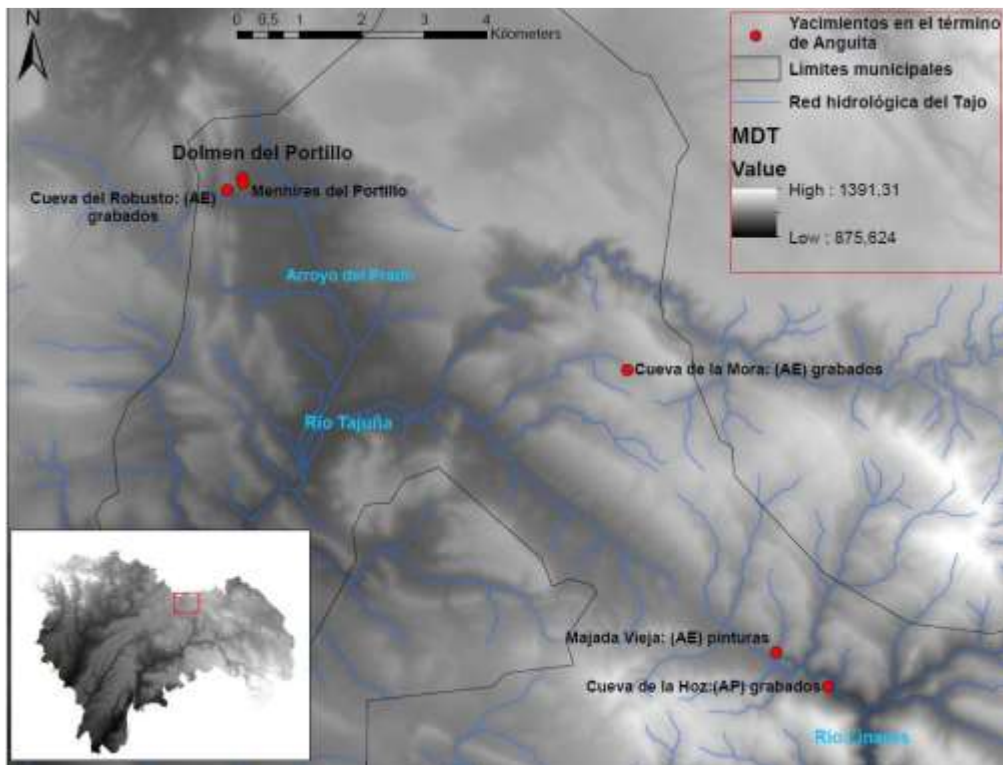 N
0 0,5 1 2 3 4
Kilometers
Yacimientos en el término
de Anguita
Limites municipales
Red hidrológica del Tajo
MDT
Value
High : 1391,31
Low : 875,624
Dolmen del Portillo
Menhires del Portillo
Cueva del Robusto: (AE)
grabados
Arroyo del Prado
Cueva de la Mora: (AE) grabados
Río Tajuña
Majada Vieja: (AE) pinturas
Cueva de la Hoz:(AP) grabados
Río Linares